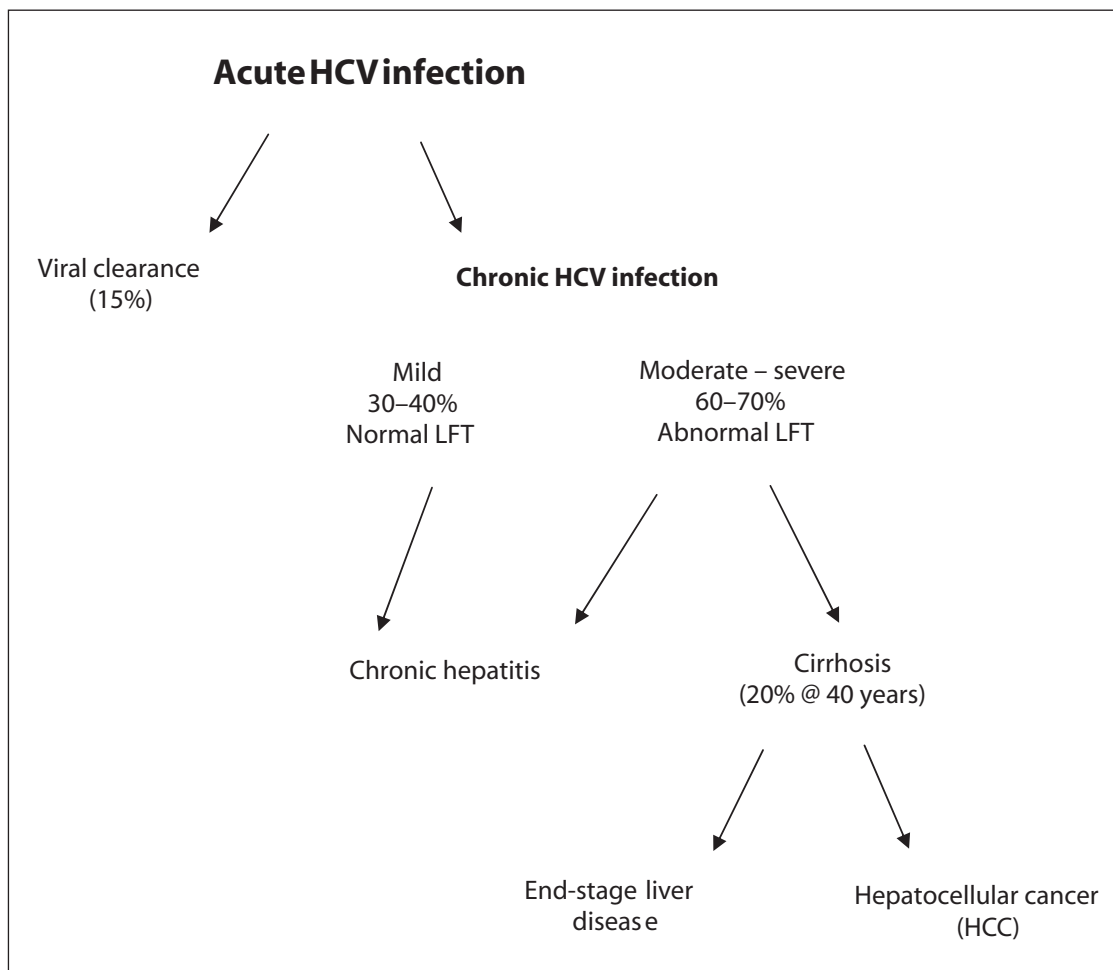 Acute HCV infection
Viral clearance
(15%)
Chronic HCV infection
Mild
30–40%
Normal LFT
Moderate – severe
60–70%
Abnormal LFT
Chronic hepatitis
Cirrhosis
(20% @ 40 years)
End-stage liver
disease
Hepatocellular cancer
(HCC)